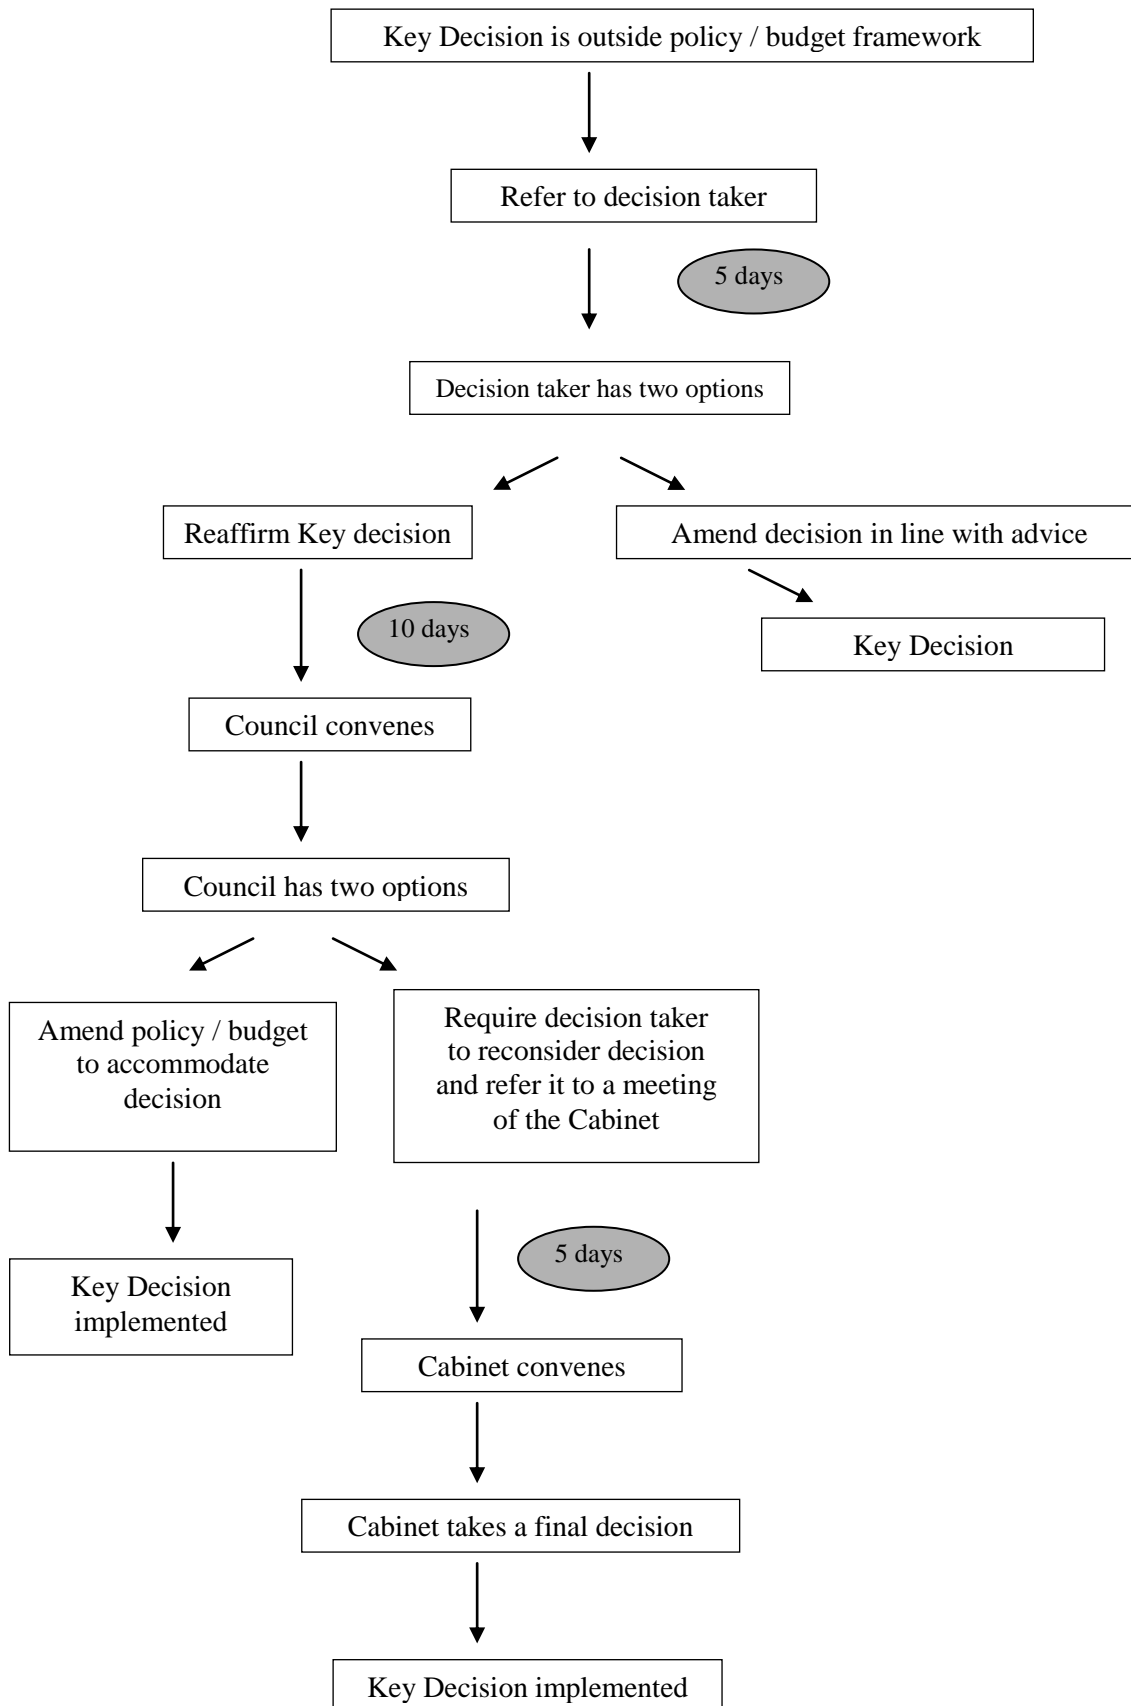 Key Decision is outside policy / budget framework
Refer to decision taker
5 days
Decision taker has two options
Reaffirm Key decision
Amend decision in line with advice
10 days
Key Decision
Council convenes
Council has two options
Amend policy / budget
to accommodate
decision
Require decision taker
to reconsider decision
and refer it to a meeting
of the Cabinet
5 days
Key Decision
implemented
Cabinet convenes
Cabinet takes a final decision
Key Decision implemented